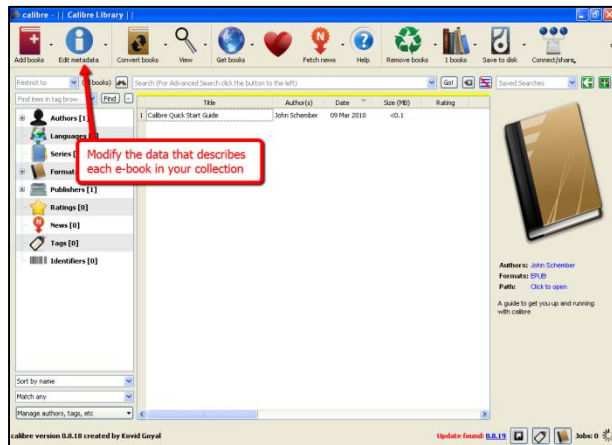 calibre - || Calibre Library ||
Add books
Edit metadata
Convert books
View
Get books
Fetch news
Help
Remove books
1 books
Save to disk
Connect/share
Restrict to
books)
Search (For Advanced Search click the button to the left)
Go!
Saved Searches
Find item in tag brow
Find
Title
Author(s)
Date
Size (MB)
Rating
1 Calibre Quick Start Guide
John Schember
09 Mar 2010
<0.1
Authors [1]
Languages
Series [
Format
Publishers [1]
Ratings [0]
News [0]
Tags [0]
Identifiers [0]
Modify the data that describes
each e-book in your collection
Authors: John Schember
Formats: EPUB
Path: Click to open
A guide to get you up and running
with calibre
Sort by name
Match any
Manage authors, tags, etc
calibre version 0.8.18 created by Kovid Goyal
Update found: 0.8.19
Jobs: 0